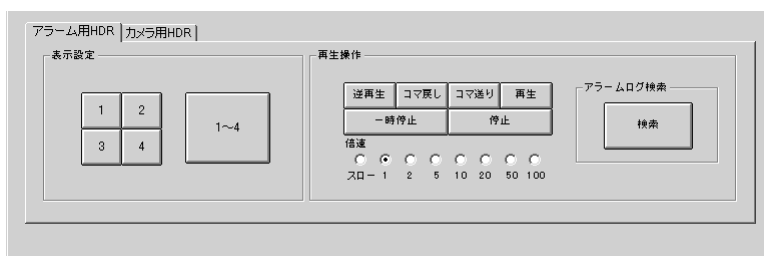 アラーム用HDR カメラ用HDR
表示設定
1 2
3 4
1～4
再生操作
逆再生 コマ戻し コマ送り 再生
一時停止 停止
倍速
スロー 1 2 5 10 20 50 100
アラームログ検索
検索